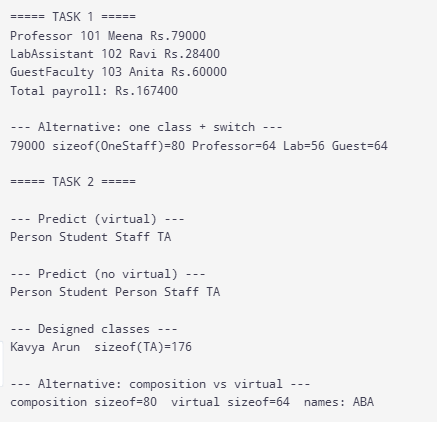 ===== TASK 1 =====
Professor 101 Meena Rs.79000
LabAssistant 102 Ravi Rs.28400
GuestFaculty 103 Anita Rs.60000
Total payroll: Rs.167400
--- Alternative: one class + switch ---
79000 sizeof(OneStaff)=80 Professor=64 Lab=56 Guest=64
===== TASK 2 =====
--- Predict (virtual) ---
Person Student Staff TA
--- Predict (no virtual) ---
Person Student Person Staff TA
--- Designed classes ---
Kavya Arun  sizeof(TA)=176
--- Alternative: composition vs virtual ---
composition sizeof=80  virtual sizeof=64  names: ABA